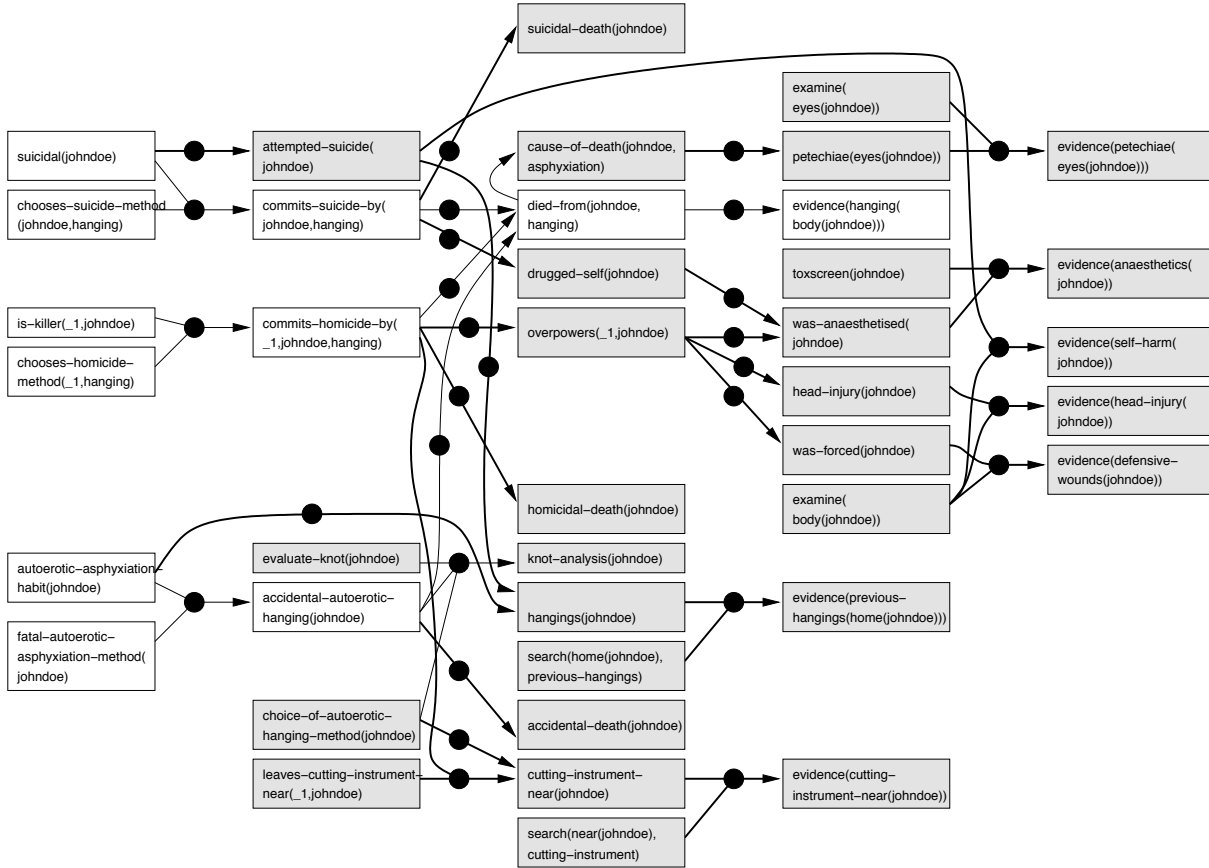 suicidal(johndoe)
chooses−suicide−method
(johndoe,hanging)
is−killer(_1,johndoe)
chooses−homicide−
method(_1,hanging)
autoerotic−asphyxiation−
habit(johndoe)
fatal−autoerotic−
asphyxiation−method(
johndoe)
attempted−suicide(
johndoe)
commits−suicide−by(
johndoe,hanging)
commits−homicide−by(
_1,johndoe,hanging)
evaluate−knot(johndoe)
accidental−autoerotic−
hanging(johndoe)
choice−of−autoerotic−
hanging−method(johndoe)
leaves−cutting−instrument−
near(_1,johndoe)
suicidal−death(johndoe)
cause−of−death(johndoe,
asphyxiation)
died−from(johndoe,
hanging)
drugged−self(johndoe)
overpowers(_1,johndoe)
homicidal−death(johndoe)
knot−analysis(johndoe)
hangings(johndoe)
search(home(johndoe),
previous−hangings)
accidental−death(johndoe)
cutting−instrument−
near(johndoe)
search(near(johndoe),
cutting−instrument)
examine(
eyes(johndoe))
petechiae(eyes(johndoe))
evidence(hanging(
body(johndoe)))
toxscreen(johndoe)
was−anaesthetised(
johndoe)
head−injury(johndoe)
was−forced(johndoe)
examine(
body(johndoe))
evidence(previous−
hangings(home(johndoe)))
evidence(cutting−
instrument−near(johndoe))
evidence(petechiae(
eyes(johndoe)))
evidence(anaesthetics(
johndoe))
evidence(self−harm(
johndoe))
evidence(head−injury(
johndoe))
evidence(defensive−
wounds(johndoe))